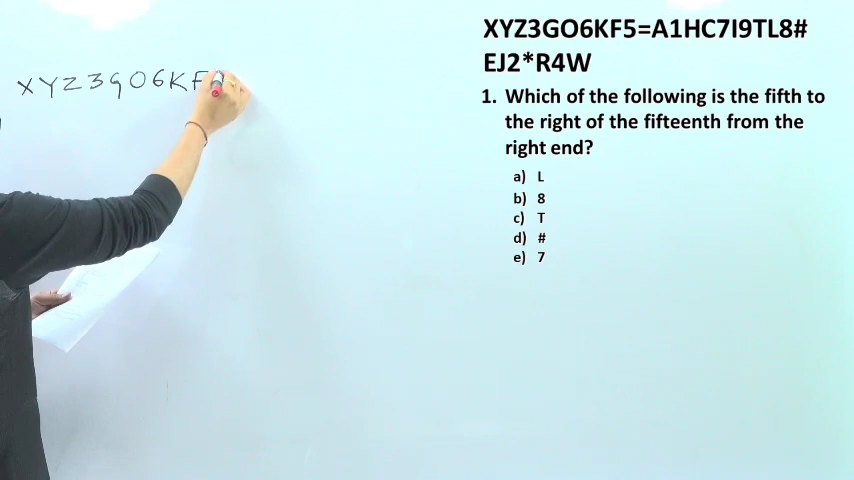 XYZ3GO6KF5=A1HC7I9TL8#
EJ2*R4W
1. Which of the following is the fifth to
the right of the fifteenth from the
right end?
a) L
b) 8
c) T
d) #
e) 7
XYZ3GO6KF